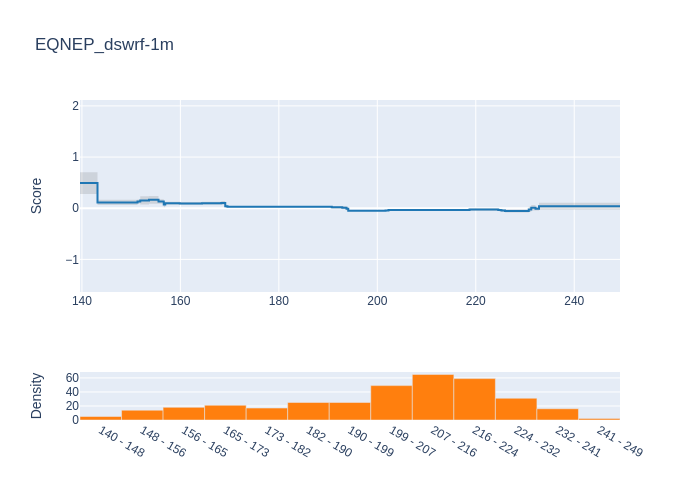 EQNEP_dswrf-1m
Score
2
1
0
−1
140 160 180 200 220 240
Density
60
40
20
0
140 - 148 148 - 156 156 - 165 165 - 173 173 - 182 182 - 190 190 - 199 199 - 207 207 - 216 216 - 224 224 - 232 232 - 241 241 - 249